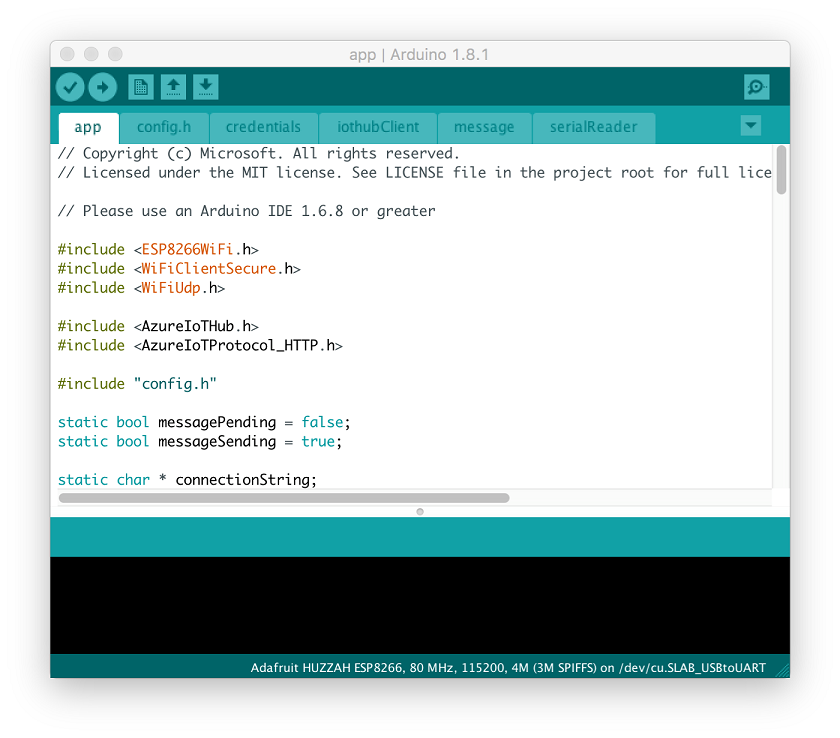 app | Arduino 1.8.1
app config.h credentials iothubClient message serialReader
// Copyright (c) Microsoft. All rights reserved.
// Licensed under the MIT license. See LICENSE file in the project root for full lice
// Please use an Arduino IDE 1.6.8 or greater
#include <ESP8266WiFi.h>
#include <WiFiClientSecure.h>
#include <WiFiUdp.h>
#include <AzureIoTHub.h>
#include <AzureIoTProtocol_HTTP.h>
#include "config.h"
static bool messagePending = false;
static bool messageSending = true;
static char * connectionString;
Adafruit HUZZAH ESP8266, 80 MHz, 115200, 4M (3M SPIFFS) on /dev/cu.SLAB_USBtoUART